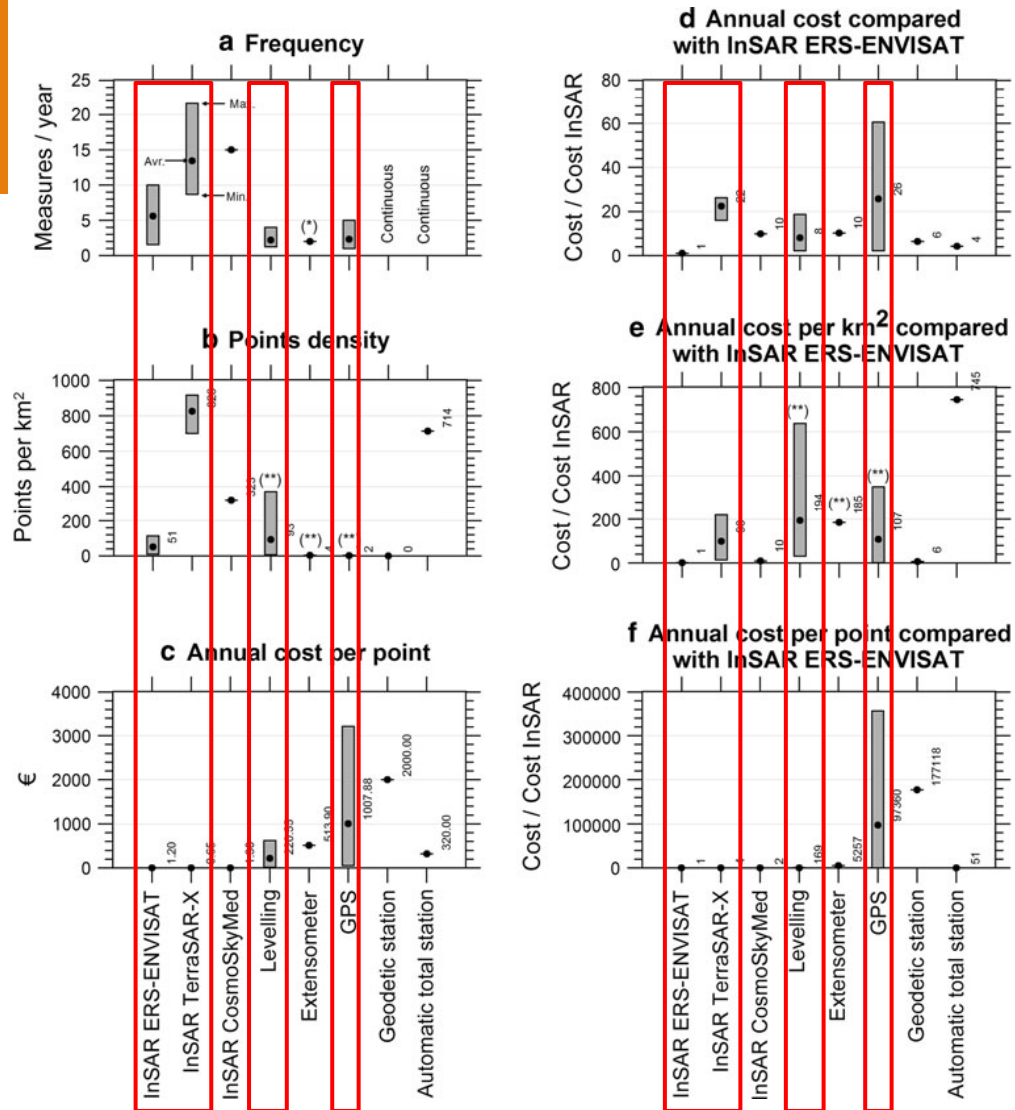 a Frequency
Measures / year
25
20
15
10
5
0
Avr.
Min.
(*)
Continuous
Continuous
b Points density
Points per km²
1000
800
600
400
200
0
51
(**)
93
(**)
4
(**
2
0
714
c Annual cost per point
€
4000
3000
2000
1000
0
1.20
513.90
1007.88
2000.00
320.00
InSAR ERS-ENVISAT
InSAR TerraSAR-X
InSAR CosmoSkyMed
Levelling
Extensometer
GPS
Geodetic station
Automatic total station
d Annual cost compared
with InSAR ERS-ENVISAT
Cost / Cost InSAR
80
60
40
20
0
1
22
10
8
10
26
6
4
e Annual cost per km² compared
with InSAR ERS-ENVISAT
Cost / Cost InSAR
800
600
400
200
0
1
10
(**)
194
(**)
185
(**)
107
6
745
f Annual cost per point compared
with InSAR ERS-ENVISAT
Cost / Cost InSAR
400000
300000
200000
100000
0
1
2
169
5257
97360
177118
51
InSAR ERS-ENVISAT
InSAR TerraSAR-X
InSAR CosmoSkyMed
Levelling
Extensometer
GPS
Geodetic station
Automatic total station